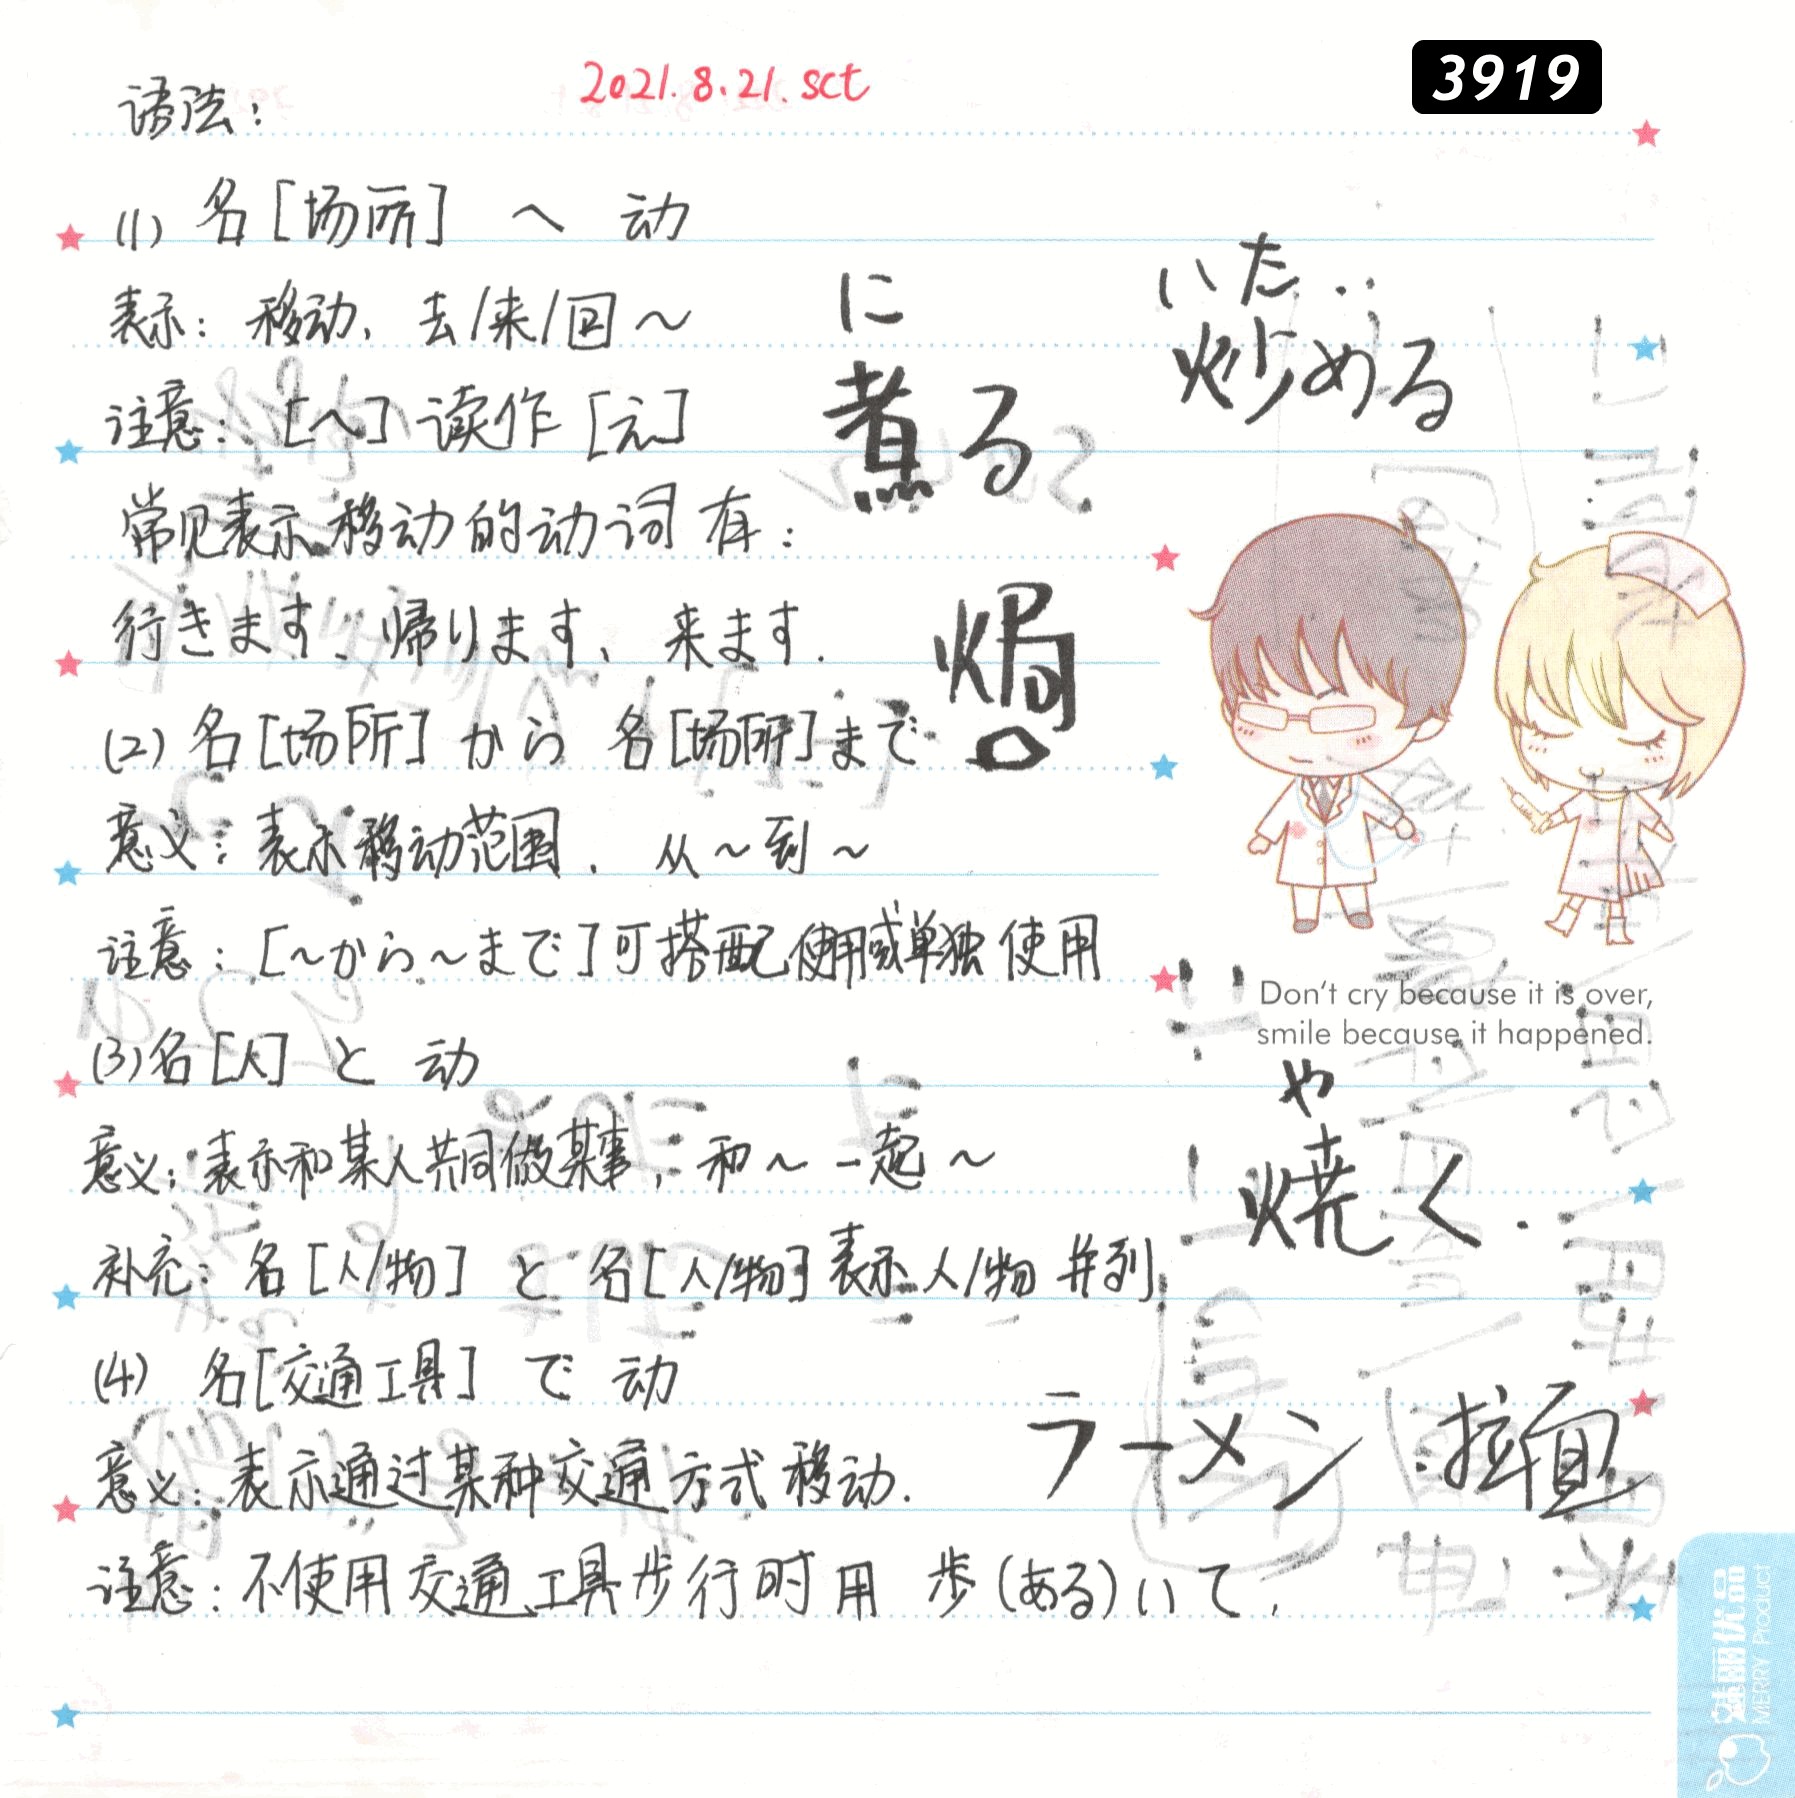 2021.8.21.sct
3919
语法：
(1) 名[场所] へ 动
表示：移动，去/来/回～
注意：[へ]读作[え]
常见表示移动的动词有：
行きます、帰ります、来ます.
(2) 名[场所] から 名[场所]まで
意义：表示移动范围. 从～到～
注意：[～から～まで]可搭配使用或单独使用
(3)名[人] と 动
意义：表示和某人共同做某事，和～一起～
补充：名[人/物] と 名[人/物]表示人/物并列
(4) 名[交通工具] で 动
意义：表示通过某种交通方式移动.
注意：不使用交通工具步行时用 歩(ある)いて.
に
煮る
いた..
炒める
焗
Don't cry because it is over,
smile because it happened.
や
焼く.
ラーメン 拉面
魅丽优品
MERRY Product